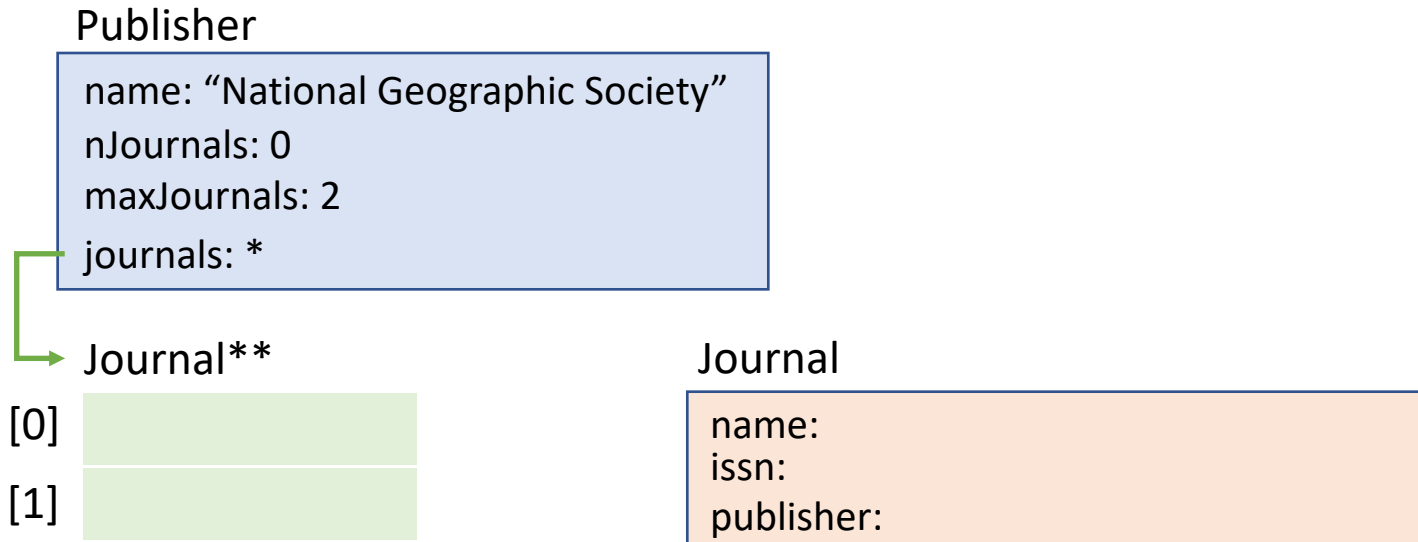 Publisher
name: “National Geographic Society”
nJournals: 0
maxJournals: 2
journals: *
Journal**
[0]
[1]
Journal
name:
issn:
publisher: